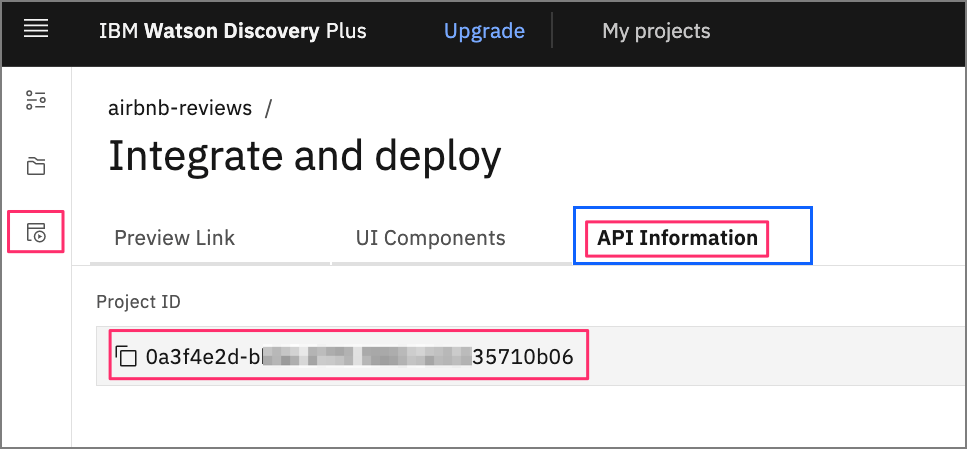 IBM Watson Discovery Plus Upgrade My projects
airbnb-reviews /
Integrate and deploy
Preview Link UI Components API Information
Project ID
0a3f4e2d-b 35710b06